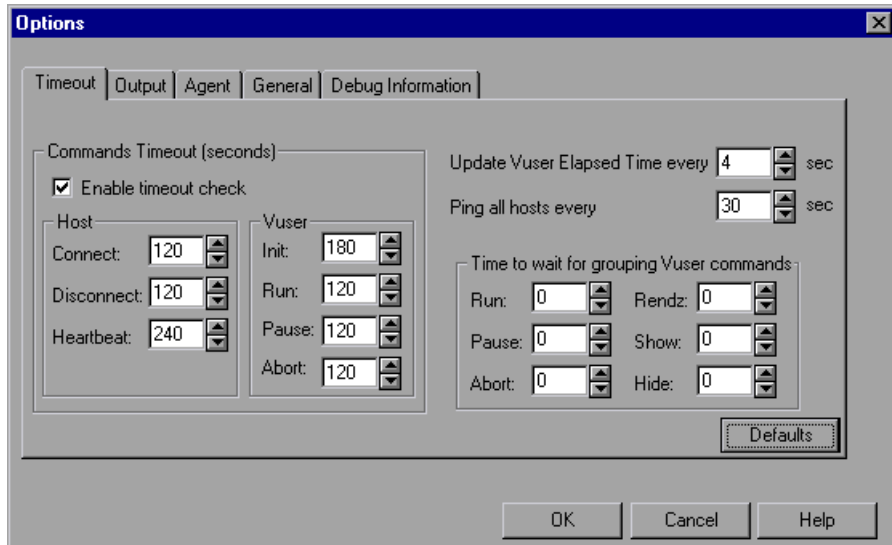 Options
Timeout Output Agent General Debug Information
Commands Timeout (seconds)
Enable timeout check
Host
Connect: 120
Disconnect: 120
Heartbeat: 240
Vuser
Init: 180
Run: 120
Pause: 120
Abort: 120
Update Vuser Elapsed Time every 4 sec
Ping all hosts every 30 sec
Time to wait for grouping Vuser commands
Run: 0 Rendz: 0
Pause: 0 Show: 0
Abort: 0 Hide: 0
Defaults
OK Cancel Help